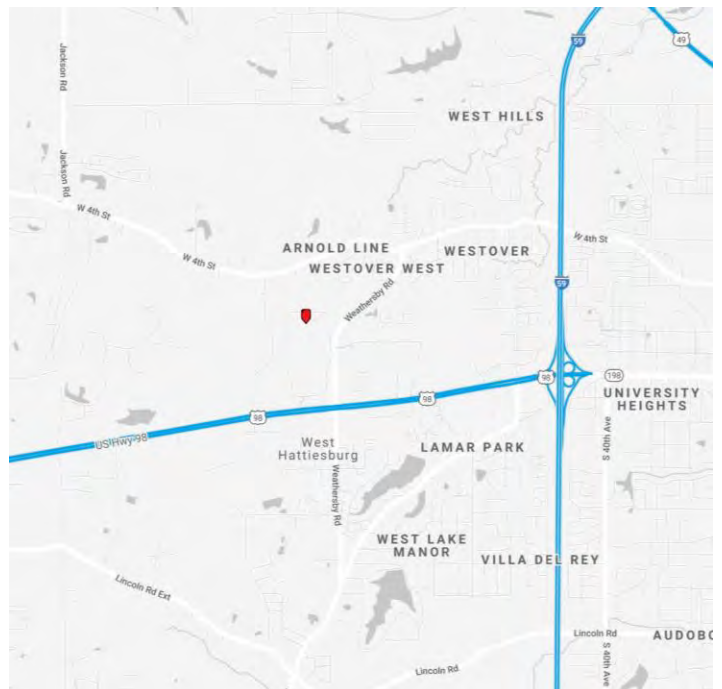 Jackson Rd
59
49
WEST HILLS
Jackson Rd
W 4th St
W 4th St
ARNOLD LINE
WESTOVER
W 4th St
WESTOVER WEST
Weathersby Rd
59
98
198
98
98
UNIVERSITY
HEIGHTS
US Hwy 98
West
Hattiesburg
LAMAR PARK
S 40th Ave
Weathersby Rd
WEST LAKE
MANOR
VILLA DEL REY
Lincoln Rd Ext
Lincoln Rd
AUDOBO
Lincoln Rd
S 40th Ave